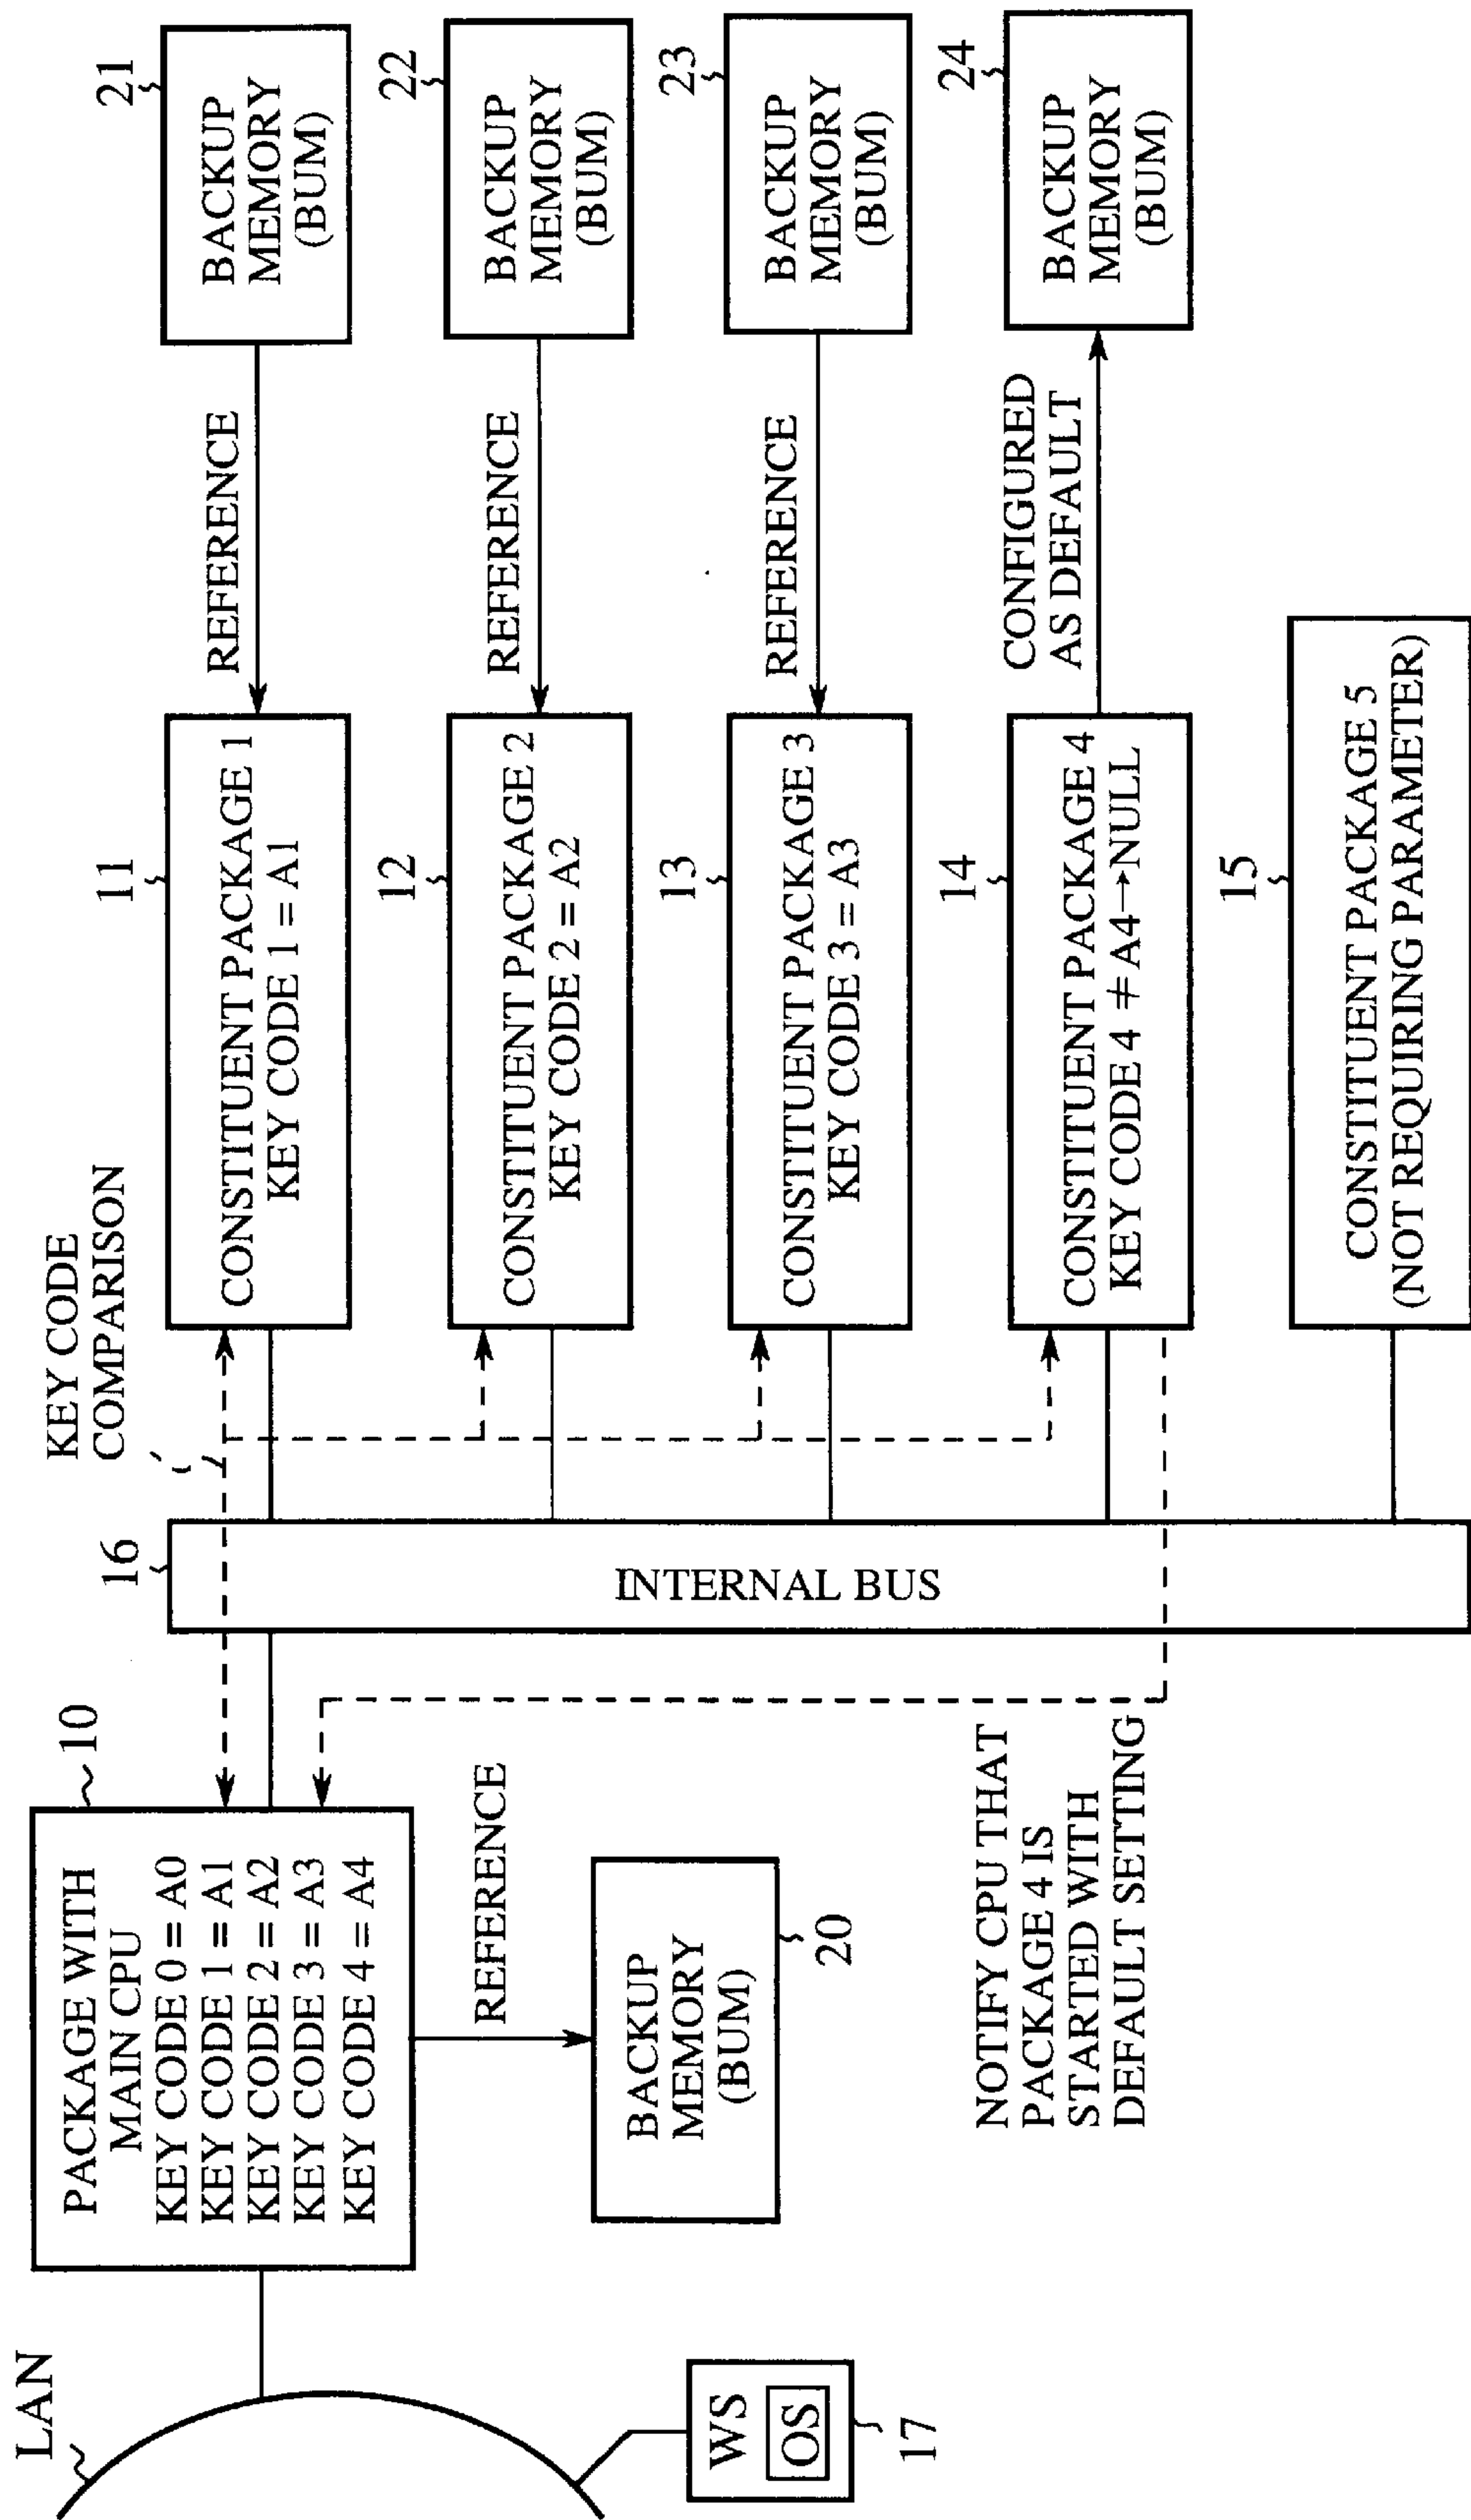 LAN
WS
OS
17
PACKAGE WITH
MAIN CPU
KEY CODE 0 = A0
KEY CODE 1 = A1
KEY CODE 2 = A2
KEY CODE 3 = A3
KEY CODE 4 = A4
10
REFERENCE
BACKUP
MEMORY
(BUM)
20
NOTIFY CPU THAT
PACKAGE 4 IS
STARTED WITH
DEFAULT SETTING
16
INTERNAL BUS
KEY CODE
COMPARISON
11
CONSTITUENT PACKAGE 1
KEY CODE 1 = A1
12
CONSTITUENT PACKAGE 2
KEY CODE 2 = A2
13
CONSTITUENT PACKAGE 3
KEY CODE 3 = A3
14
CONSTITUENT PACKAGE 4
KEY CODE 4 ≠ A4→NULL
15
CONSTITUENT PACKAGE 5
(NOT REQUIRING PARAMETER)
REFERENCE
REFERENCE
REFERENCE
CONFIGURED
AS DEFAULT
21
BACKUP
MEMORY
(BUM)
22
BACKUP
MEMORY
(BUM)
23
BACKUP
MEMORY
(BUM)
24
BACKUP
MEMORY
(BUM)